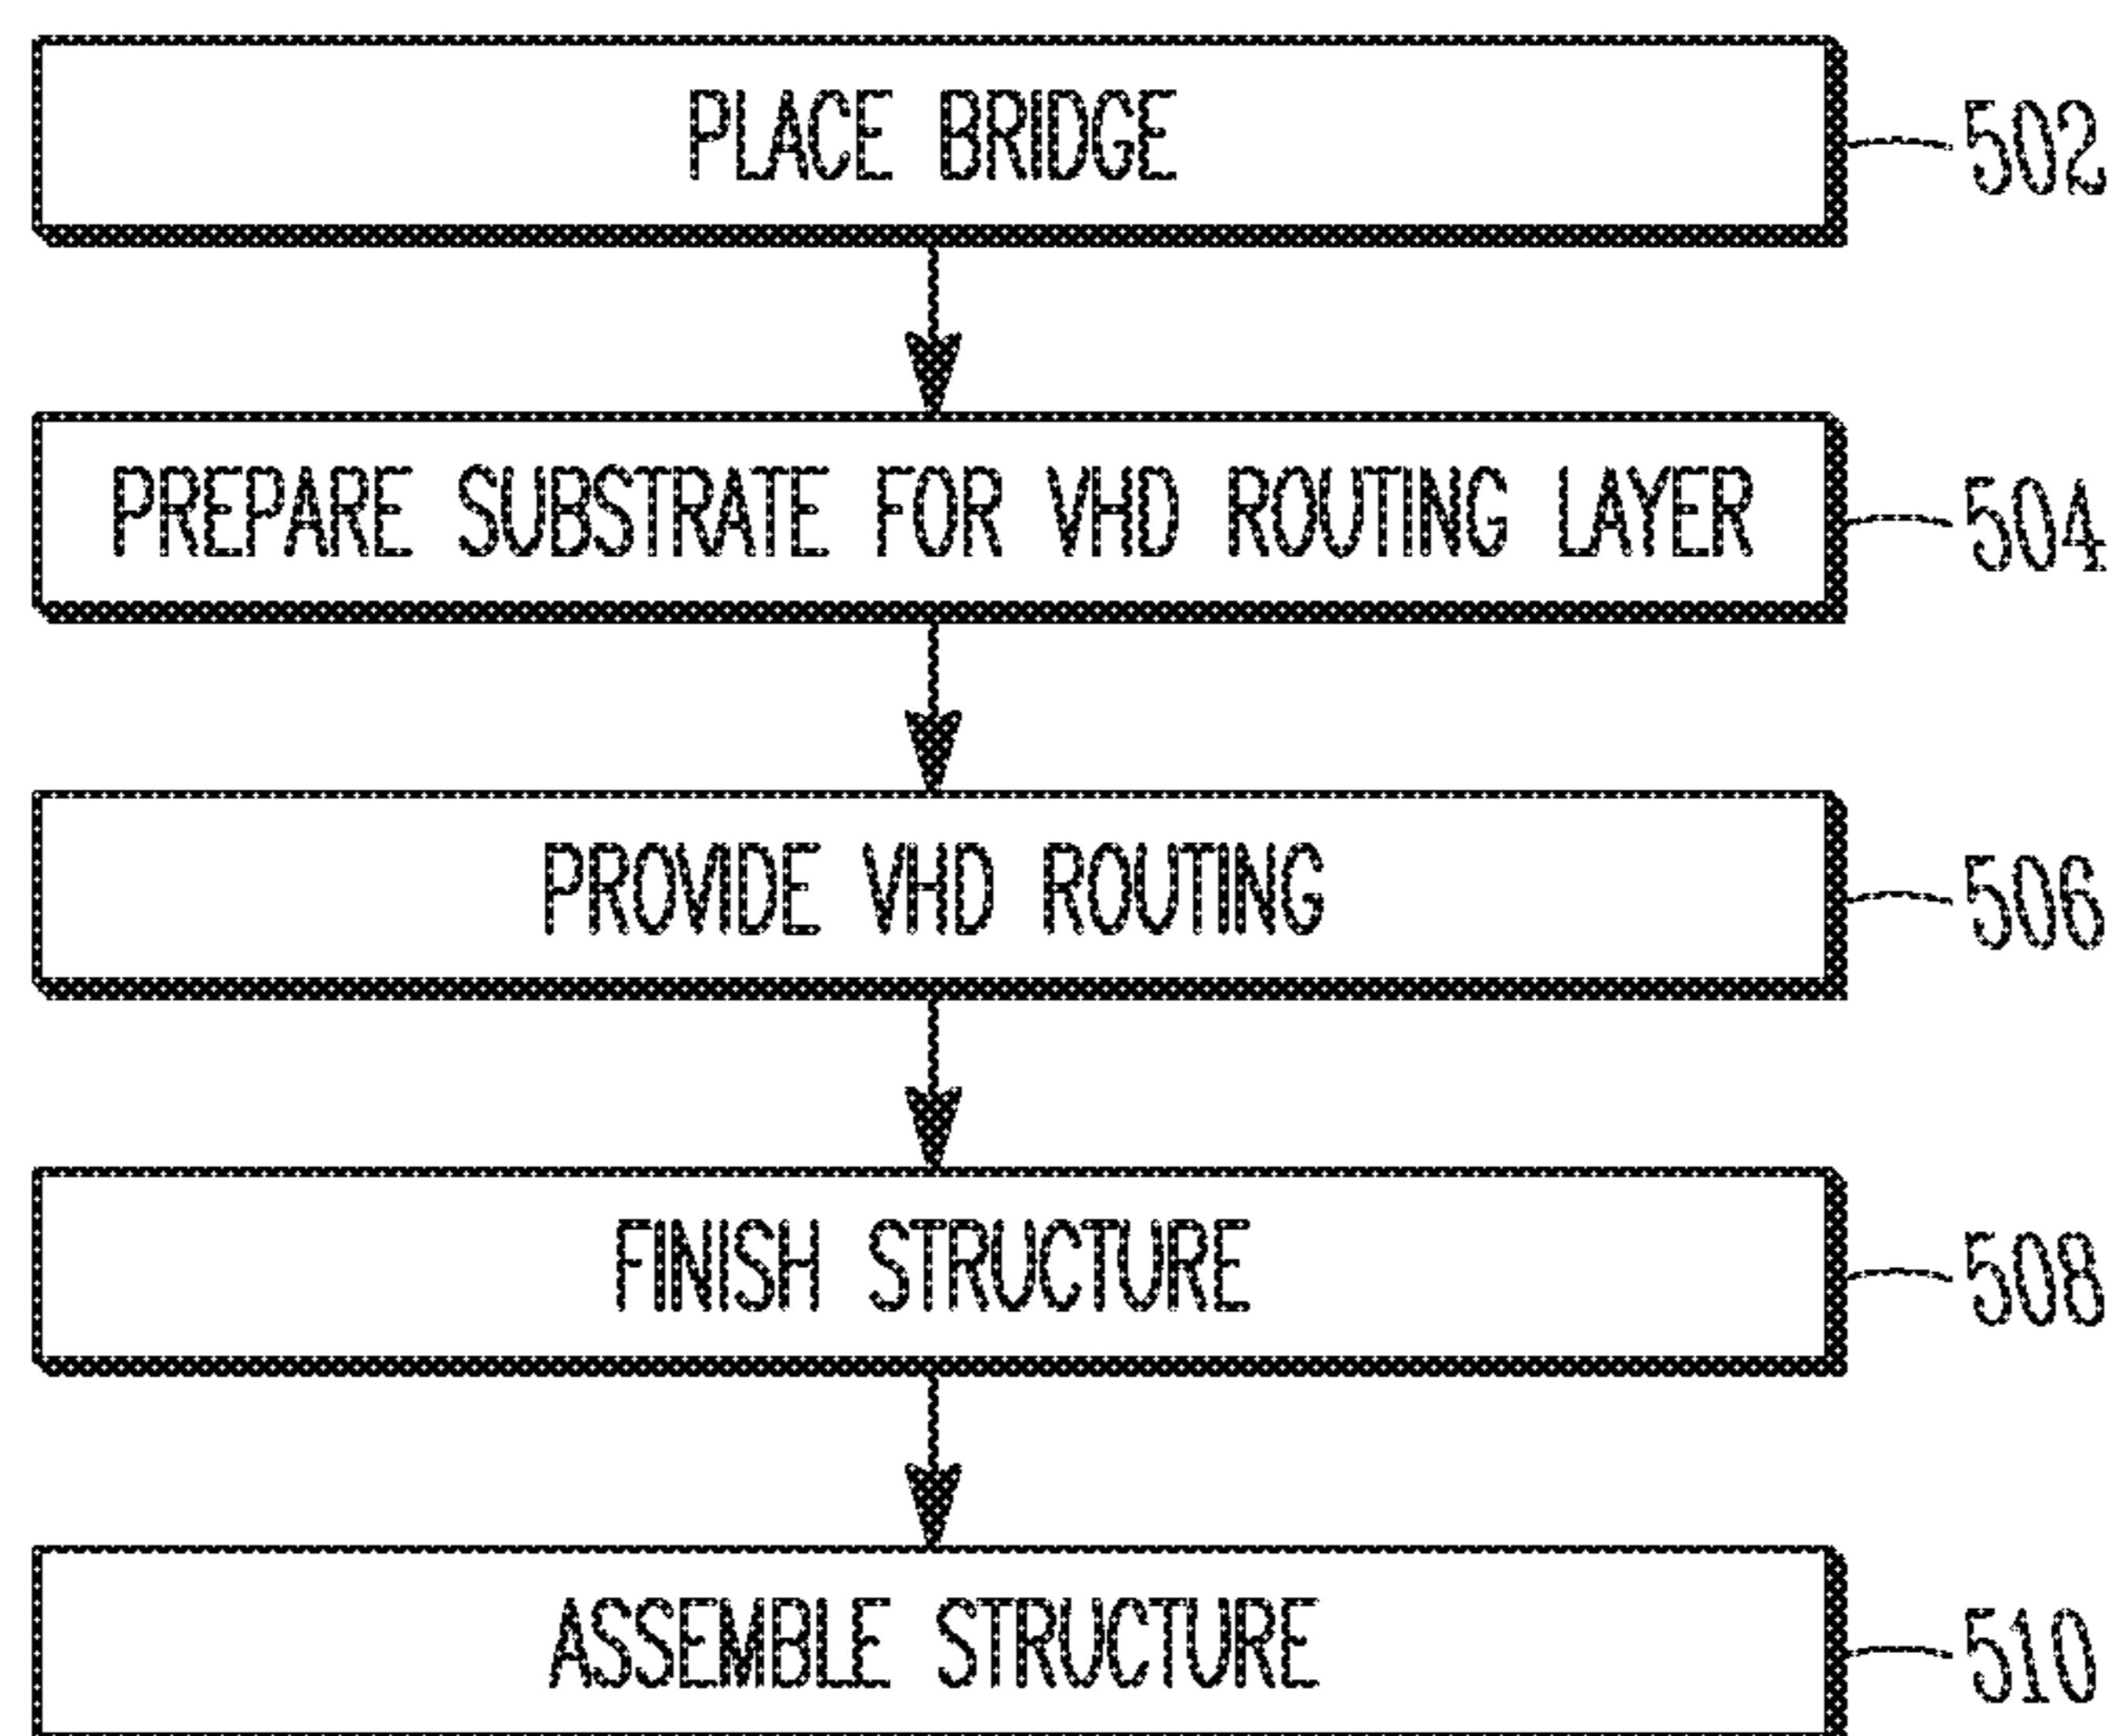 PLACE BRIDGE
502
PREPARE SUBSTRATE FOR VHD ROUTING LAYER
504
PROVIDE VHD ROUTING
506
FINISH STRUCTURE
508
ASSEMBLE STRUCTURE
510